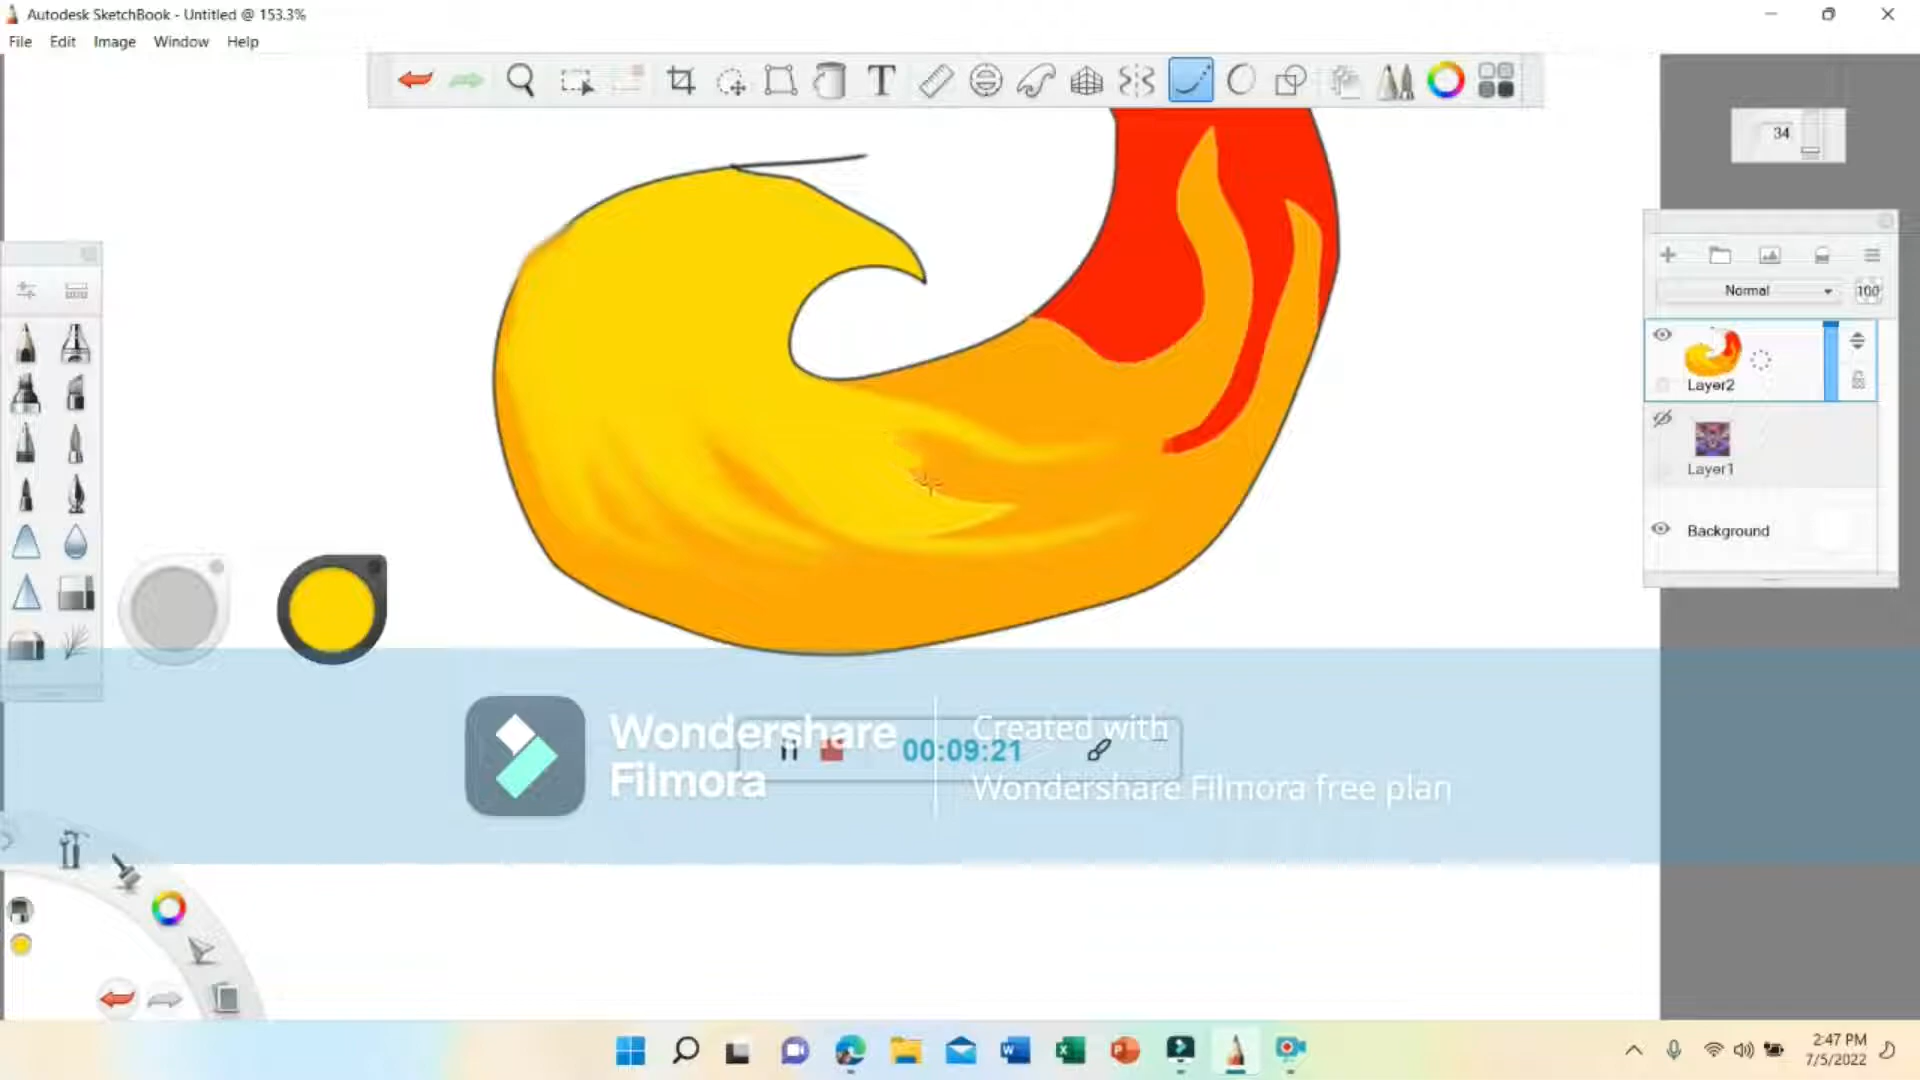 Autodesk SketchBook - Untitled @ 153.3%
File Edit Image Window Help
T
34
Normal 100
Layer2
Layer1
Background
Wondershare
Filmora
00:09:21
Created with
Wondershare Filmora free plan
2:47 PM
7/5/2022